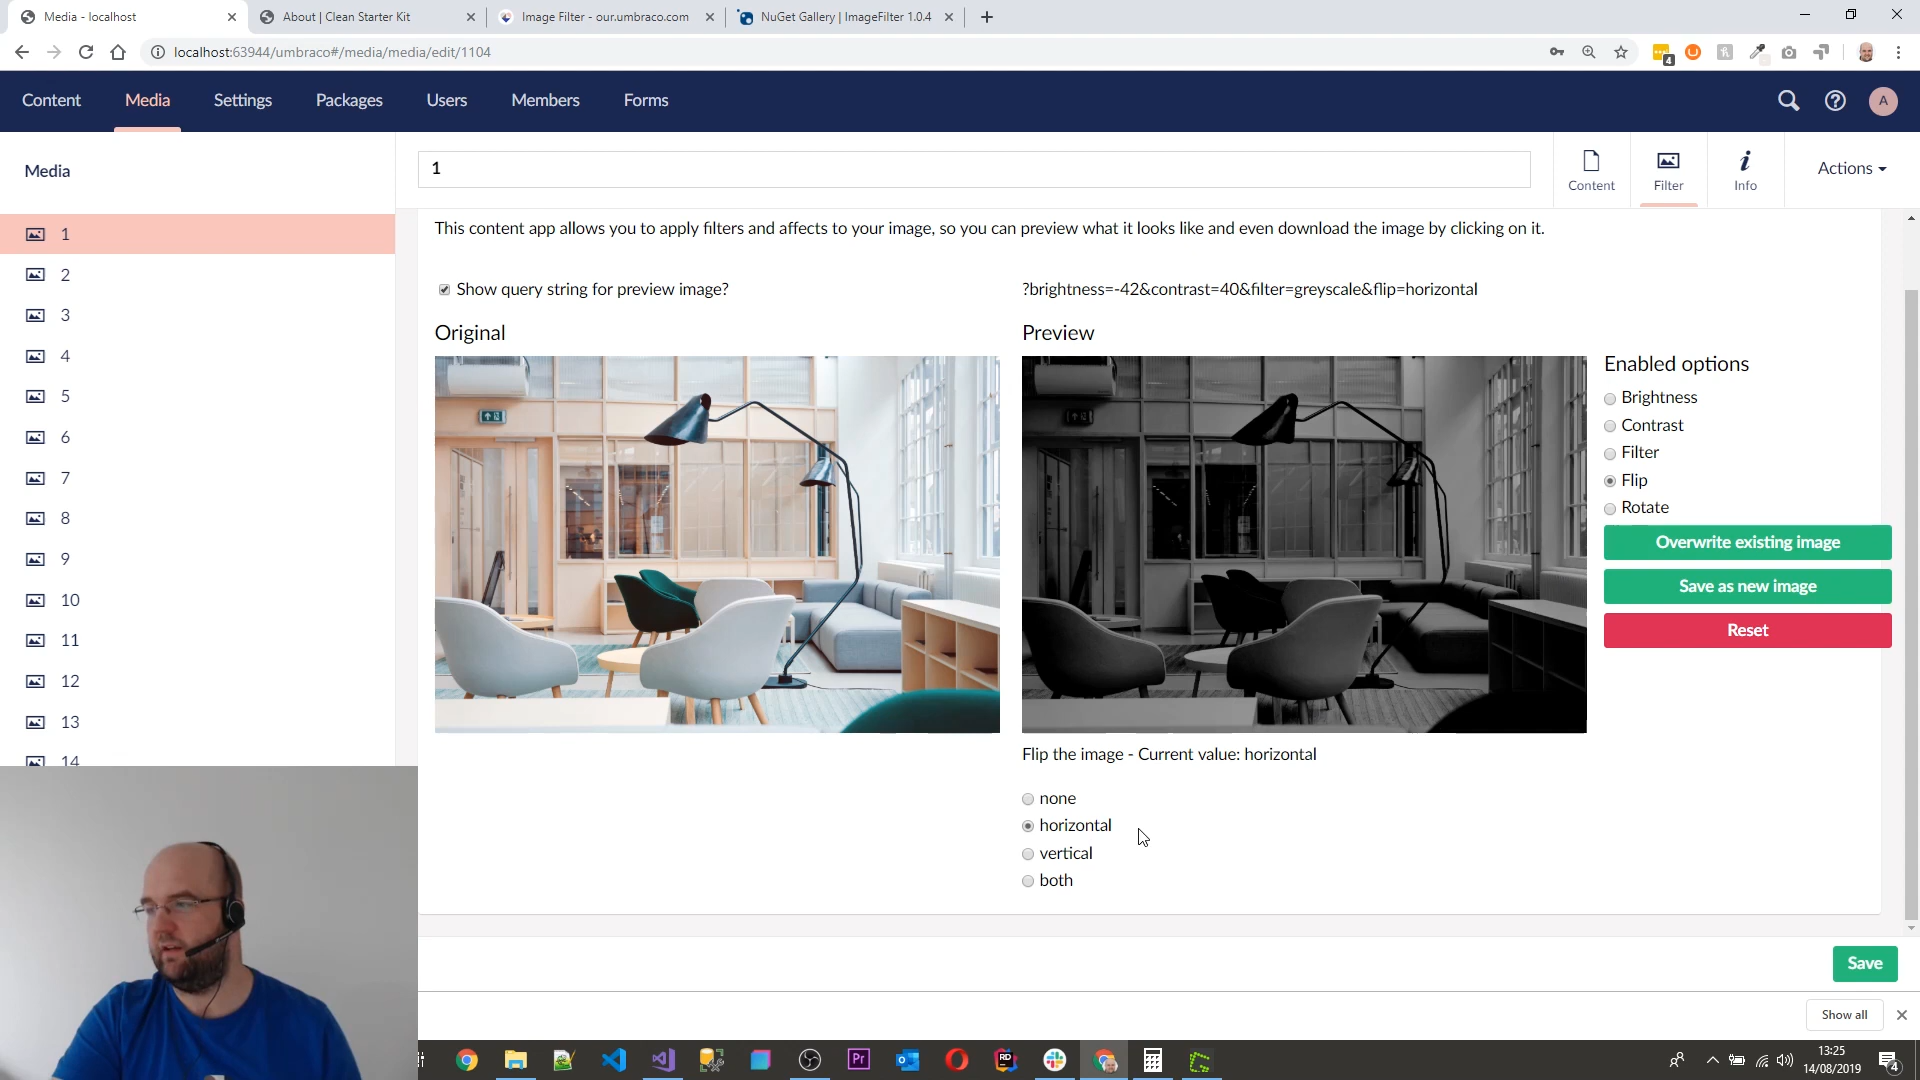 Media - localhost
About | Clean Starter Kit
Image Filter - our.umbraco.com
NuGet Gallery | ImageFilter 1.0.4
localhost:63944/umbraco#/media/media/edit/1104
4
Content
Media
Settings
Packages
Users
Members
Forms
A
Media
1
Content
Filter
Info
Actions
1
2
3
4
5
6
7
8
9
10
11
12
13
14
This content app allows you to apply filters and affects to your image, so you can preview what it looks like and even download the image by clicking on it.
Show query string for preview image?
?brightness=-42&contrast=40&filter=greyscale&flip=horizontal
Original
Preview
Enabled options
Brightness
Contrast
Filter
Flip
Rotate
Overwrite existing image
Save as new image
Reset
Flip the image - Current value: horizontal
none
horizontal
vertical
both
Save
Show all
Pr
RD
13:25
14/08/2019
4